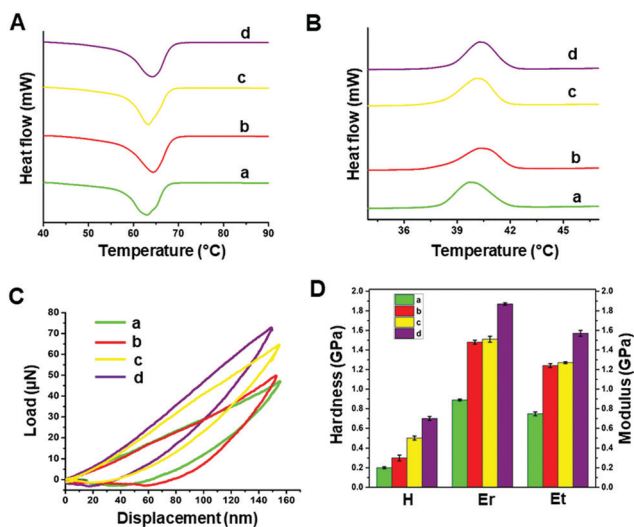 A
d
c
b
a
Heat flow (mW)
40 50 60 70 80 90
Temperature (°C)
B
d
c
b
a
Heat flow (mW)
36 39 42 45
Temperature (°C)
C
a
b
c
d
80
70
60
50
40
30
20
10
0
Load (µN)
0 20 40 60 80 100 120 140 160
Displacement (nm)
D
a
b
c
d
2.0
1.8
1.6
1.4
1.2
1.0
0.8
0.6
0.4
0.2
0.0
Hardness (GPa)
H Er Et
2.0
1.8
1.6
1.4
1.2
1.0
0.8
0.6
0.4
0.2
0.0
Modulus (GPa)